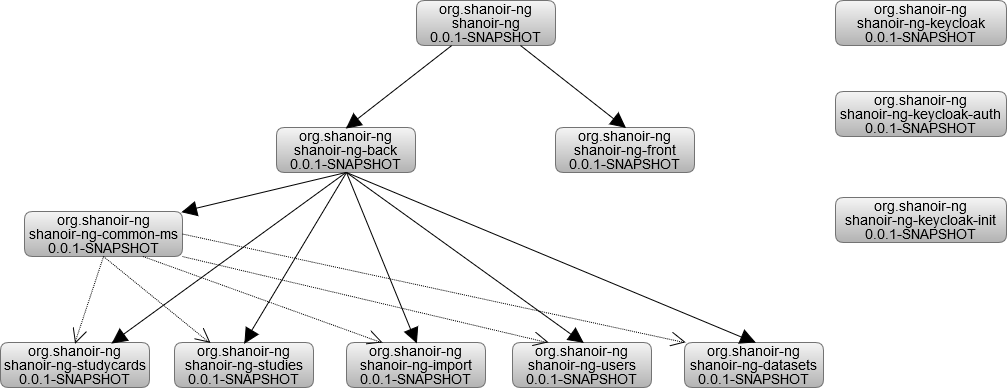 org.shanoir-ng
shanoir-ng
0.0.1-SNAPSHOT
org.shanoir-ng
shanoir-ng-keycloak
0.0.1-SNAPSHOT
org.shanoir-ng
shanoir-ng-keycloak-auth
0.0.1-SNAPSHOT
org.shanoir-ng
shanoir-ng-back
0.0.1-SNAPSHOT
org.shanoir-ng
shanoir-ng-front
0.0.1-SNAPSHOT
org.shanoir-ng
shanoir-ng-keycloak-init
0.0.1-SNAPSHOT
org.shanoir-ng
shanoir-ng-common-ms
0.0.1-SNAPSHOT
org.shanoir-ng
shanoir-ng-studycards
0.0.1-SNAPSHOT
org.shanoir-ng
shanoir-ng-studies
0.0.1-SNAPSHOT
org.shanoir-ng
shanoir-ng-import
0.0.1-SNAPSHOT
org.shanoir-ng
shanoir-ng-users
0.0.1-SNAPSHOT
org.shanoir-ng
shanoir-ng-datasets
0.0.1-SNAPSHOT